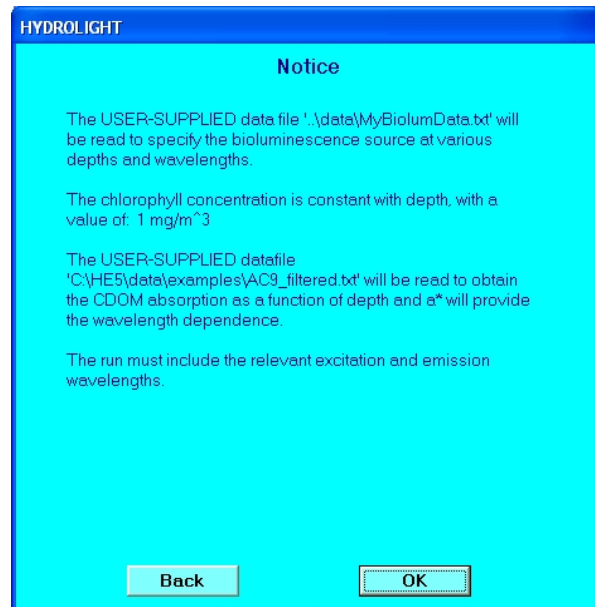 HYDROLIGHT
Notice
The USER-SUPPLIED data file '..\data\MyBiolumData.txt' will
be read to specify the bioluminescence source at various
depths and wavelengths.
The chlorophyll concentration is constant with depth, with a
value of: 1 mg/m^3
The USER-SUPPLIED datafile
'C:\HE5\data\examples\AC9_filtered.txt' will be read to obtain
the CDOM absorption as a function of depth and a* will provide
the wavelength dependence.
The run must include the relevant excitation and emission
wavelengths.
Back
OK